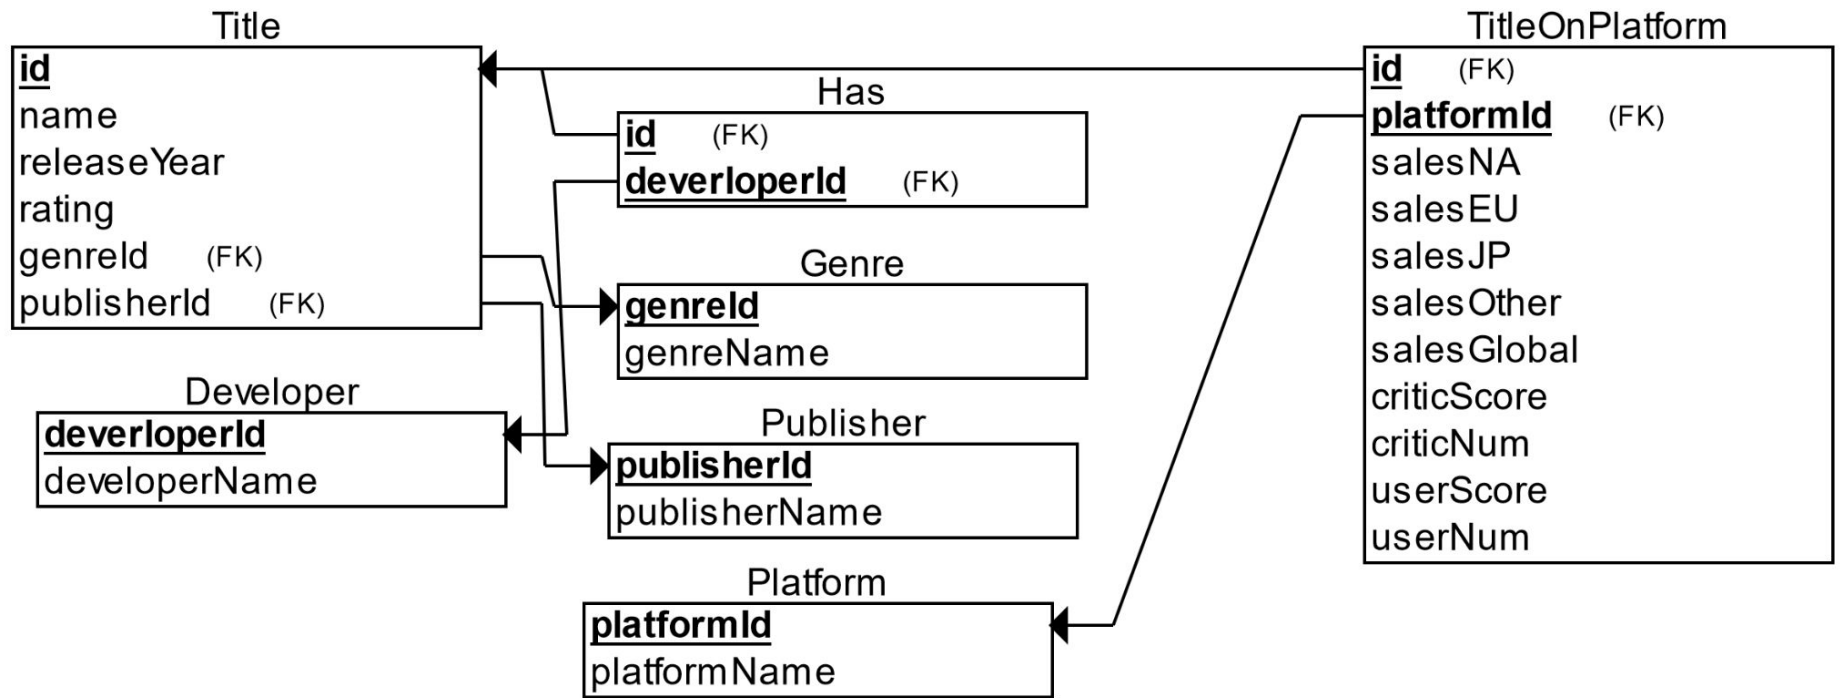 Title
id
name
releaseYear
rating
genreId (FK)
publisherId (FK)
Has
id (FK)
deverloperId (FK)
Genre
genreId
genreName
Developer
deverloperId
developerName
Publisher
publisherId
publisherName
Platform
platformId
platformName
TitleOnPlatform
id (FK)
platformId (FK)
salesNA
salesEU
salesJP
salesOther
salesGlobal
criticScore
criticNum
userScore
userNum